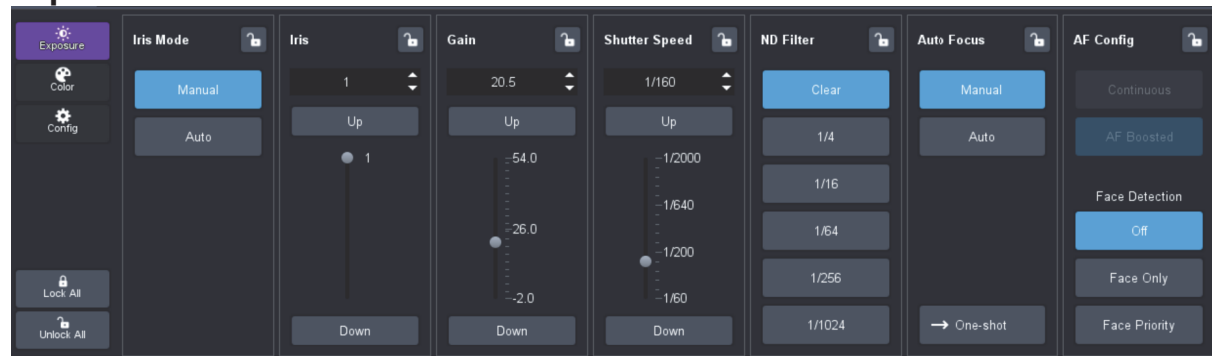 Exposure
Color
Config
Lock All
Unlock All
Iris Mode
Manual
Auto
Iris
1
Up
1
Down
Gain
20.5
Up
54.0
26.0
-2.0
Down
Shutter Speed
1/160
Up
1/2000
1/640
1/200
1/60
Down
ND Filter
Clear
1/4
1/16
1/64
1/256
1/1024
Auto Focus
Manual
Auto
→ One-shot
AF Config
Continuous
AF Boosted
Face Detection
Off
Face Only
Face Priority